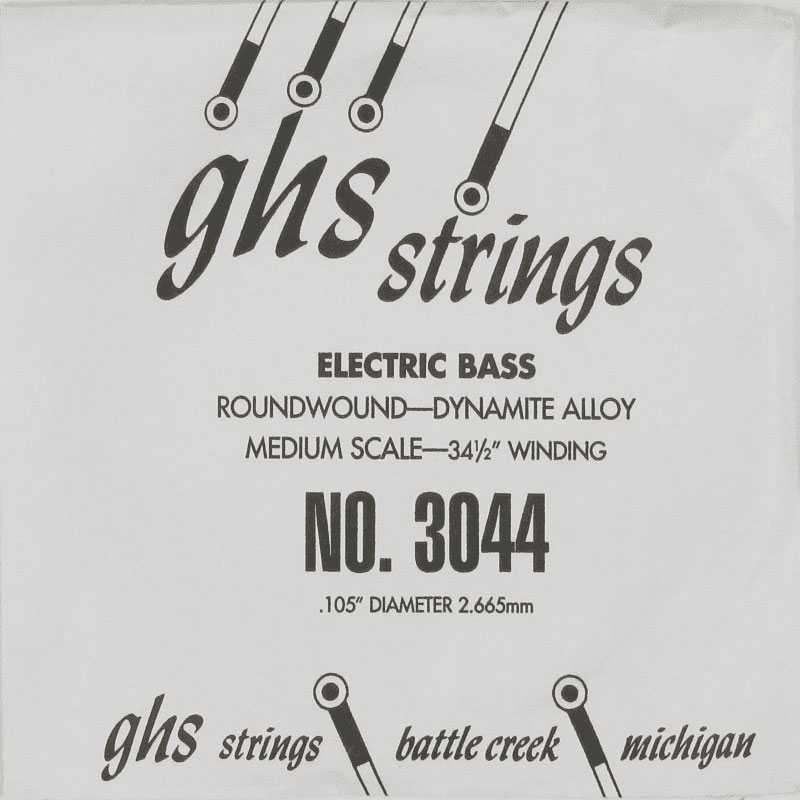 ghs strings
ELECTRIC BASS
ROUNDWOUND—DYNAMITE ALLOY
MEDIUM SCALE—34½" WINDING
NO. 3044
.105" DIAMETER 2.665mm
ghs strings battle creek michigan